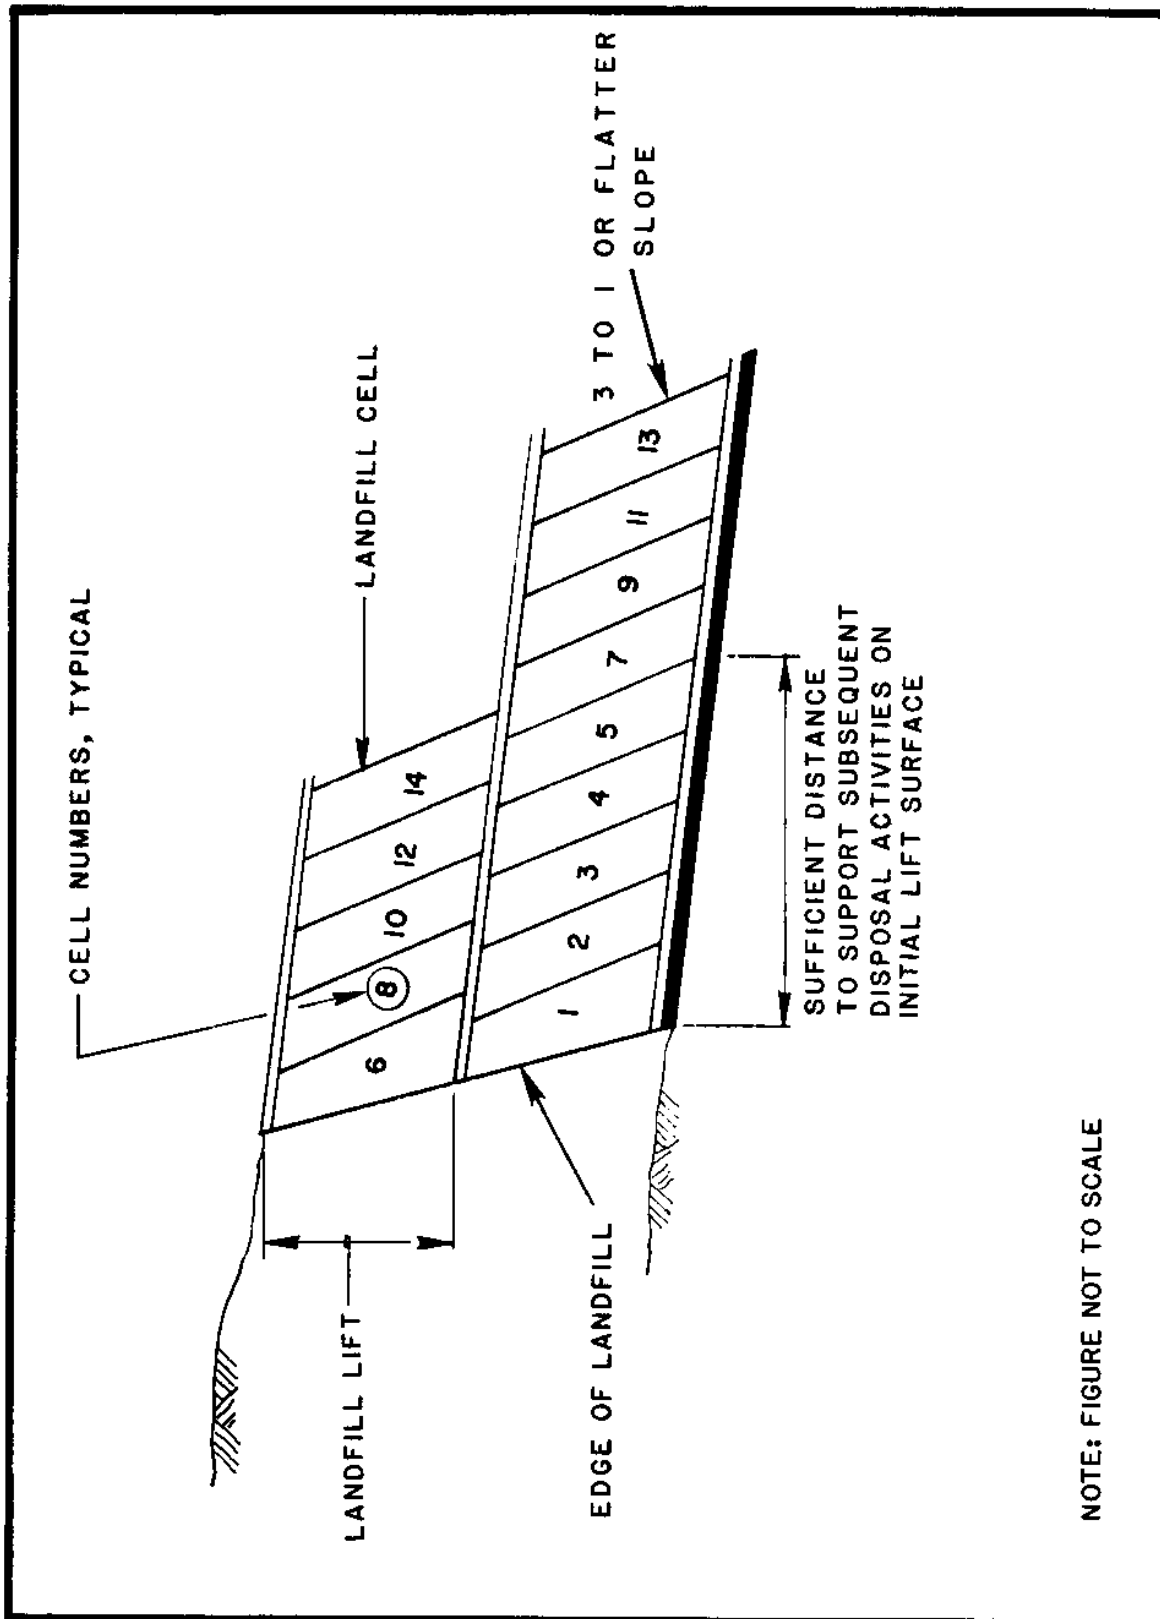 CELL NUMBERS, TYPICAL
LANDFILL CELL
LANDFILL LIFT
6
8
10
12
14
3 TO 1 OR FLATTER
SLOPE
EDGE OF LANDFILL
1
2
3
4
5
7
9
11
13
SUFFICIENT DISTANCE
TO SUPPORT SUBSEQUENT
DISPOSAL ACTIVITIES ON
INITIAL LIFT SURFACE
NOTE: FIGURE NOT TO SCALE